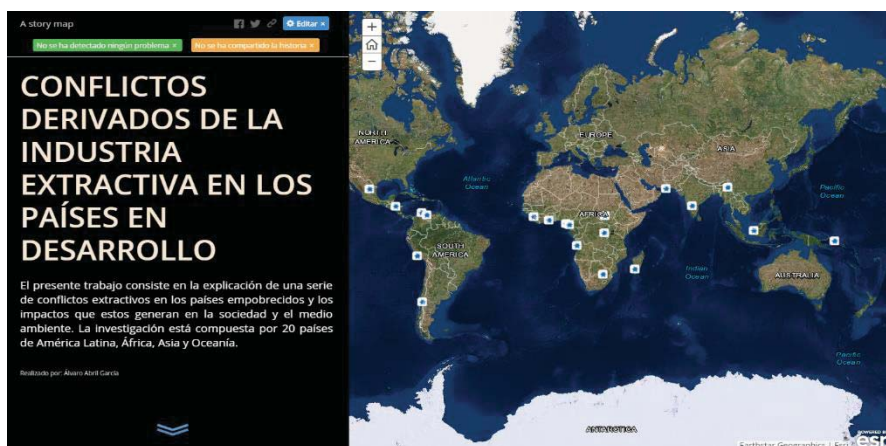 A story map
Editar ×
No se ha detectado ningún problema ×
No se ha compartido la historia ×
CONFLICTOS
DERIVADOS DE LA
INDUSTRIA
EXTRACTIVA EN LOS
PAÍSES EN
DESARROLLO
El presente trabajo consiste en la explicación de una serie
de conflictos extractivos en los países empobrecidos y los
impactos que estos generan en la sociedad y el medio
ambiente. La investigación está compuesta por 20 países
de América Latina, África, Asia y Oceanía.
Realizado por: Álvaro Abril García
+
−
NORTH
AMERICA
EUROPE
ASIA
Atlantic
Ocean
Pacific
Ocean
AFRICA
SOUTH
AMERICA
Indian
Ocean
AUSTRALIA
Pacific
Ocean
ANTARCTICA
POWERED BY
esri
Earthstar Geographics | Esri